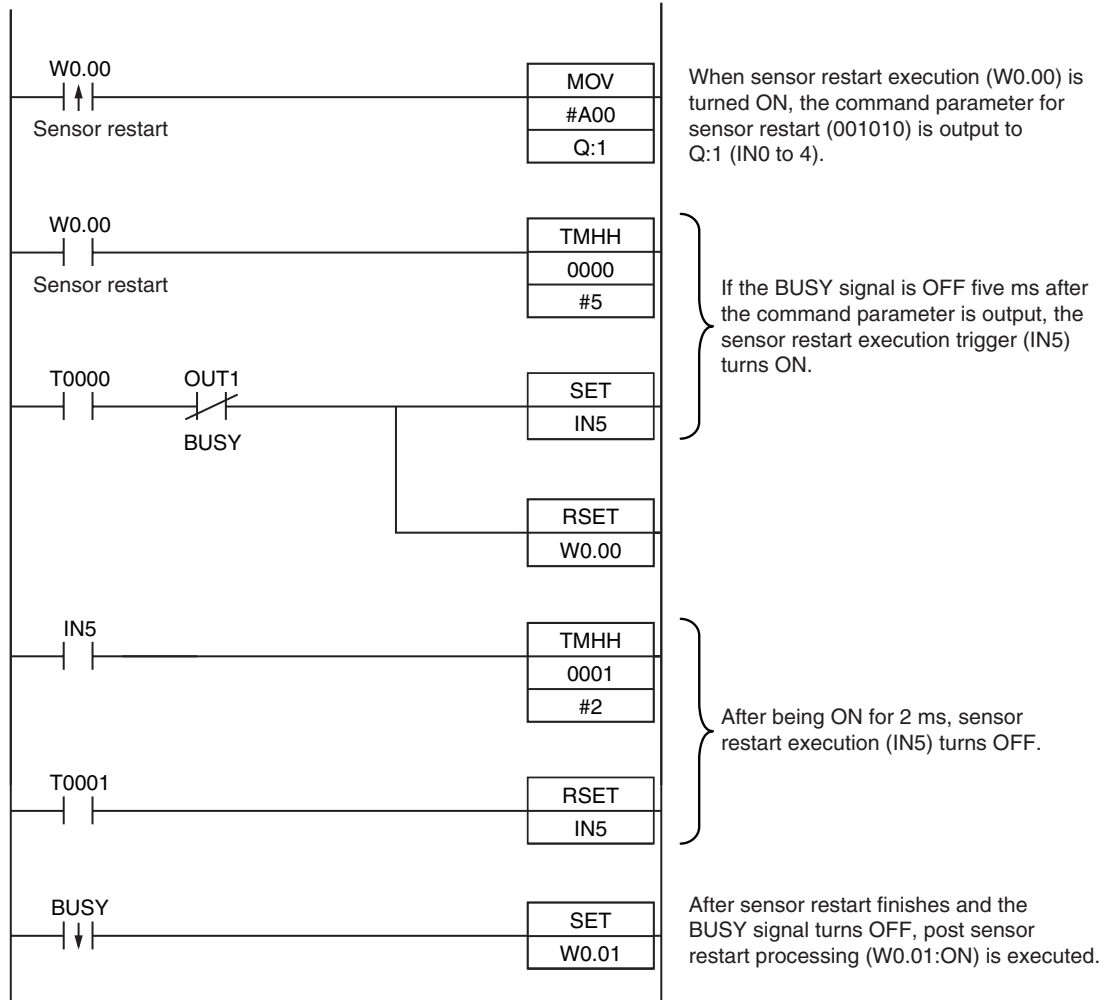 W0.00
Sensor restart
MOV
#A00
Q:1
When sensor restart execution (W0.00) is
turned ON, the command parameter for
sensor restart (001010) is output to
Q:1 (IN0 to 4).
W0.00
Sensor restart
TMHH
0000
#5
If the BUSY signal is OFF five ms after
the command parameter is output, the
sensor restart execution trigger (IN5)
turns ON.
T0000
OUT1
BUSY
SET
IN5
RSET
W0.00
IN5
TMHH
0001
#2
After being ON for 2 ms, sensor
restart execution (IN5) turns OFF.
T0001
RSET
IN5
BUSY
SET
W0.01
After sensor restart finishes and the
BUSY signal turns OFF, post sensor
restart processing (W0.01:ON) is executed.